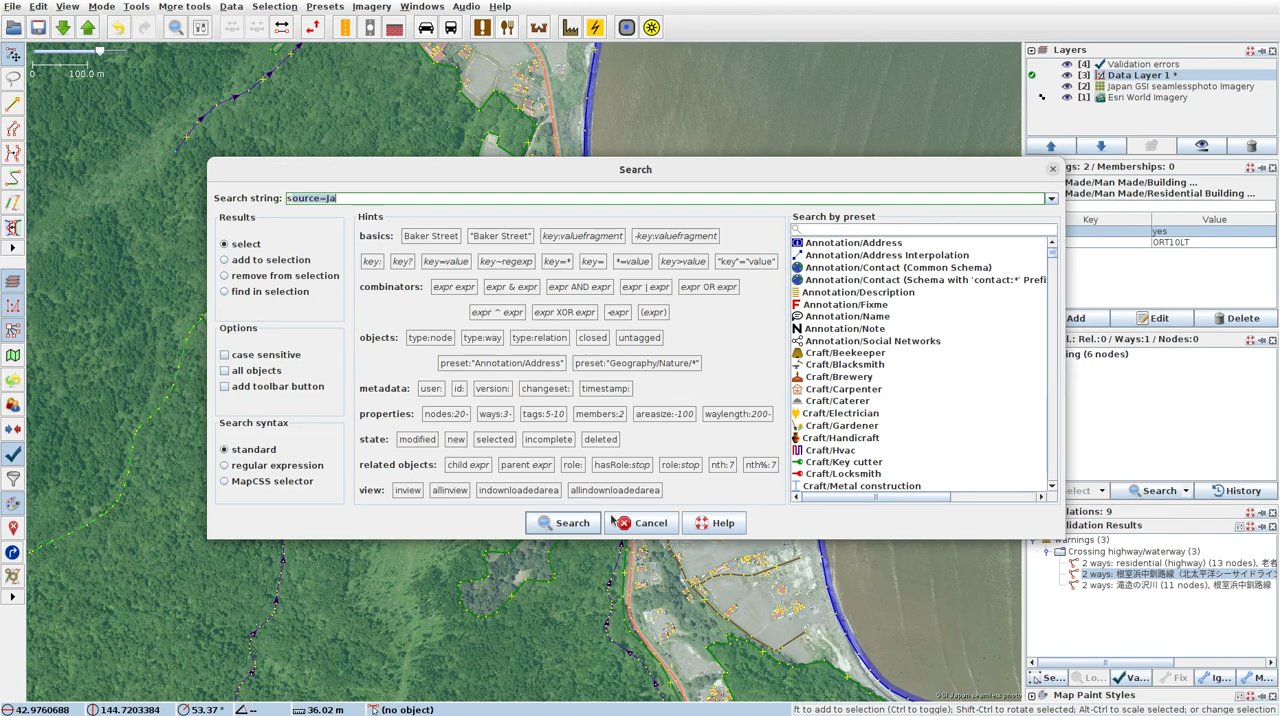 File Edit View Tools More tools Data Selection Presets Imagery Windows Audio Help
0 100.0 m
Layers
[4] Validation errors
[3] Data Layer 1 *
[2] Japan GSI seamlessphoto Imagery
[1] Esri World Imagery
Search
Search string: source=Ja
Results
select
add to selection
remove from selection
find in selection
Options
case sensitive
all objects
add toolbar button
Search syntax
standard
regular expression
MapCSS selector
Hints
basics: Baker Street "Baker Street" key:valuefragment -key:valuefragment
key: key? key=value key~regexp key=* key= *=value key>value "key"="value"
combinators: expr expr expr & expr expr AND expr expr | expr expr OR expr
expr ^ expr expr XOR expr -expr (expr)
objects: type:node type:way type:relation closed untagged
preset:"Annotation/Address" preset:"Geography/Nature/*"
metadata: user: id: version: changeset: timestamp:
properties: nodes:20- ways:3- tags:5-10 members:2 areasize:-100 waylength:200-
state: modified new selected incomplete deleted
related objects: child expr parent expr role: hasRole:stop role:stop nth:7 nth%:7
view: inview allinview indownloadedarea allindownloadedarea
Search by preset
Annotation/Address
Annotation/Address Interpolation
Annotation/Contact (Common Schema)
Annotation/Contact (Schema with 'contact:*' Prefi
Annotation/Description
Annotation/Fixme
Annotation/Name
Annotation/Note
Annotation/Social Networks
Craft/Beekeeper
Craft/Blacksmith
Craft/Brewery
Craft/Carpenter
Craft/Caterer
Craft/Electrician
Craft/Gardener
Craft/Handicraft
Craft/Hvac
Craft/Key cutter
Craft/Locksmith
Craft/Metal construction
Search Cancel Help
: 2 / Memberships: 0
Made/Man Made/Building ...
Made/Residential Building ...
Key Value
yes
ORT10LT
Add Edit Delete
.: Rel.:0 / Ways:1 / Nodes:0
(6 nodes)
Search History
: 9
Validation Results
(3)
Crossing highway/waterway (3)
2 ways: residential (highway) (13 nodes), 老者
2 ways: 根室浜中釧路線（北太平洋シーサイドライ
2 ways: 滝造の沢川 (11 nodes), 根室浜中釧路線
Se... Lo... Va... Fix Ig... M...
Map Paint Styles
GSI Japan seamless photo
42.9760688 144.7203384 53.37 ° -- 36.02 m (no object) ft to add to selection (Ctrl to toggle); Shift-Ctrl to rotate selected; Alt-Ctrl to scale selected; or change selection